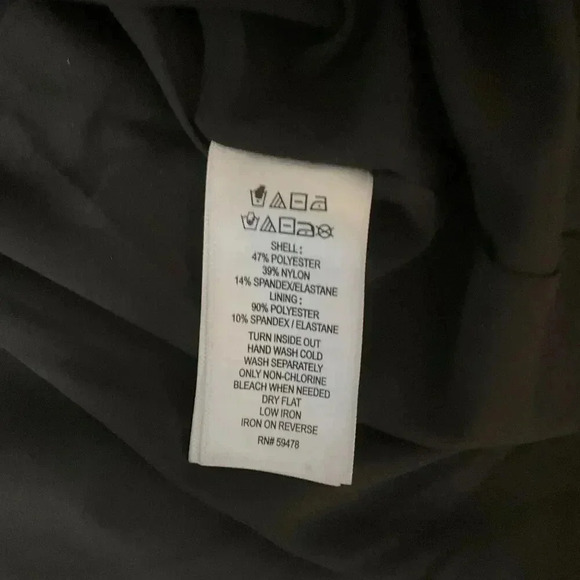 SHELL :
47% POLYESTER
39% NYLON
14% SPANDEX/ELASTANE
LINING :
90% POLYESTER
10% SPANDEX / ELASTANE
TURN INSIDE OUT
HAND WASH COLD
WASH SEPARATELY
ONLY NON-CHLORINE
BLEACH WHEN NEEDED
DRY FLAT
LOW IRON
IRON ON REVERSE
RN# 59478